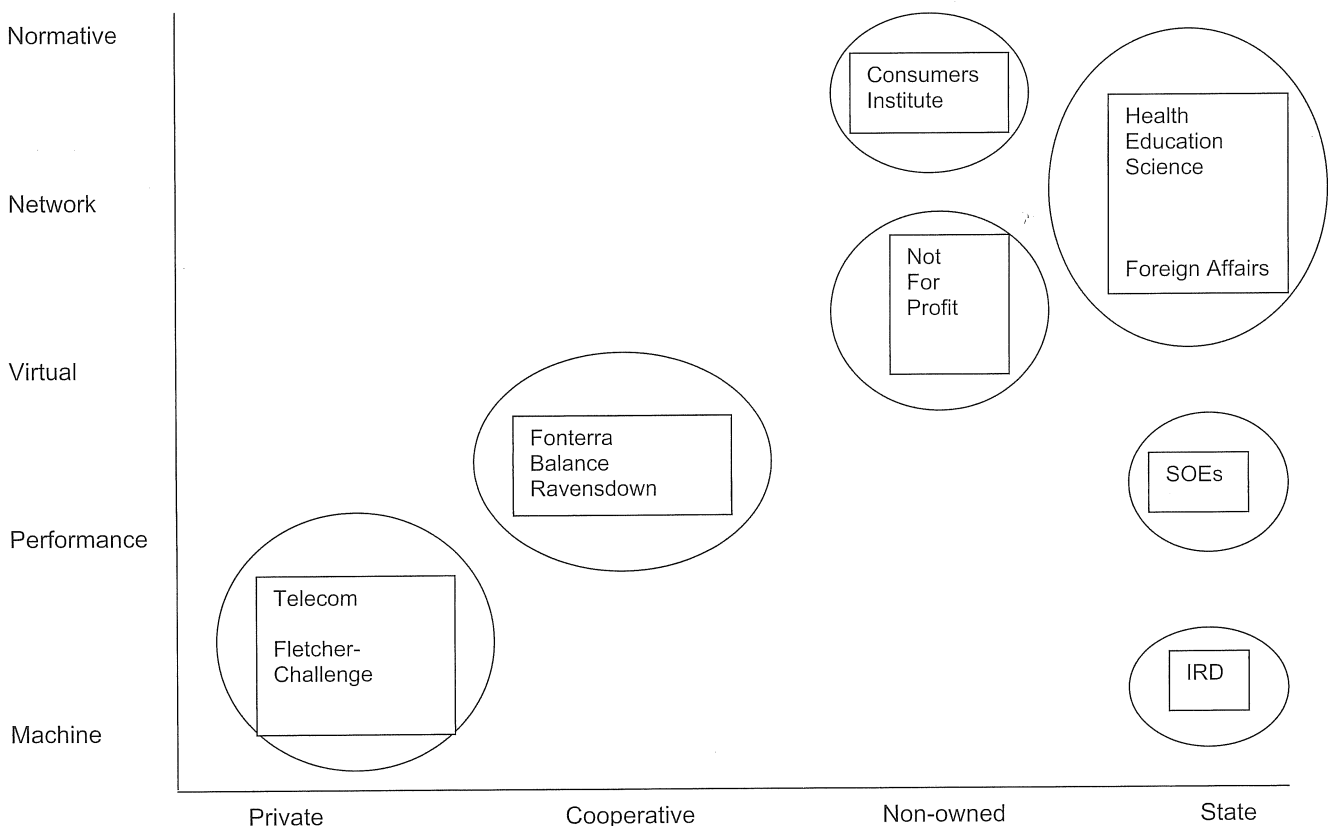 Normative
Network
Virtual
Performance
Machine
Consumers
Institute
Health
Education
Science
Foreign Affairs
Not
For
Profit
Fonterra
Balance
Ravensdown
SOEs
Telecom
Fletcher-
Challenge
IRD
Private
Cooperative
Non-owned
State